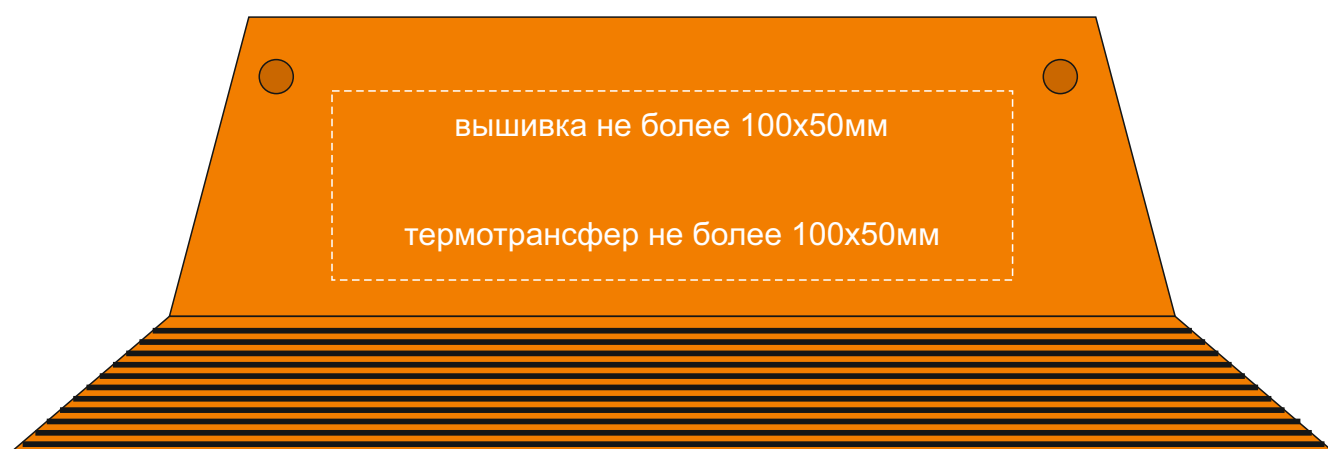 вышивка не более 100х50мм
термотрансфер не более 100х50мм